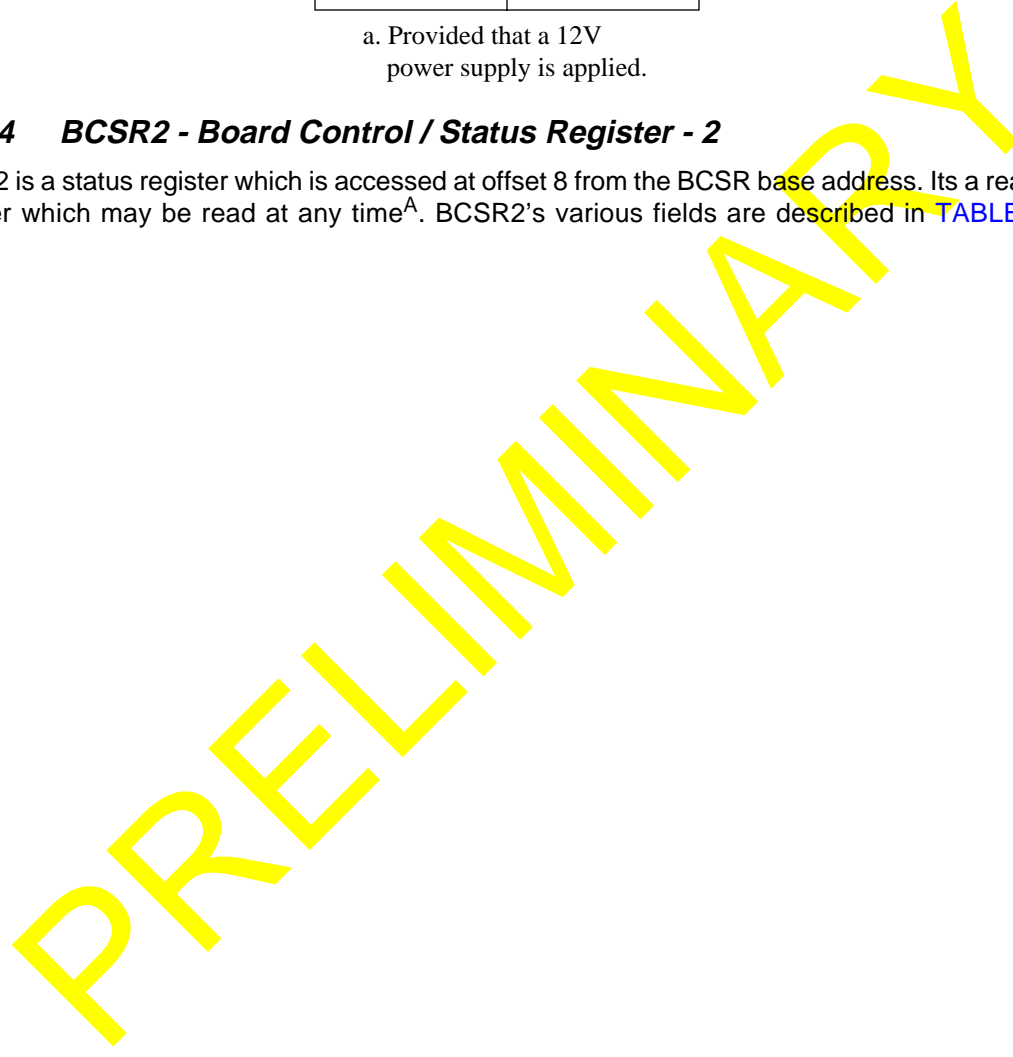 a. Provided that a 12V
power supply is applied.
4 BCSR2 - Board Control / Status Register - 2
2 is a status register which is accessed at offset 8 from the BCSR base address. Its a rea
er which may be read at any time^A. BCSR2's various fields are described in TABLE
PRELIMINARY